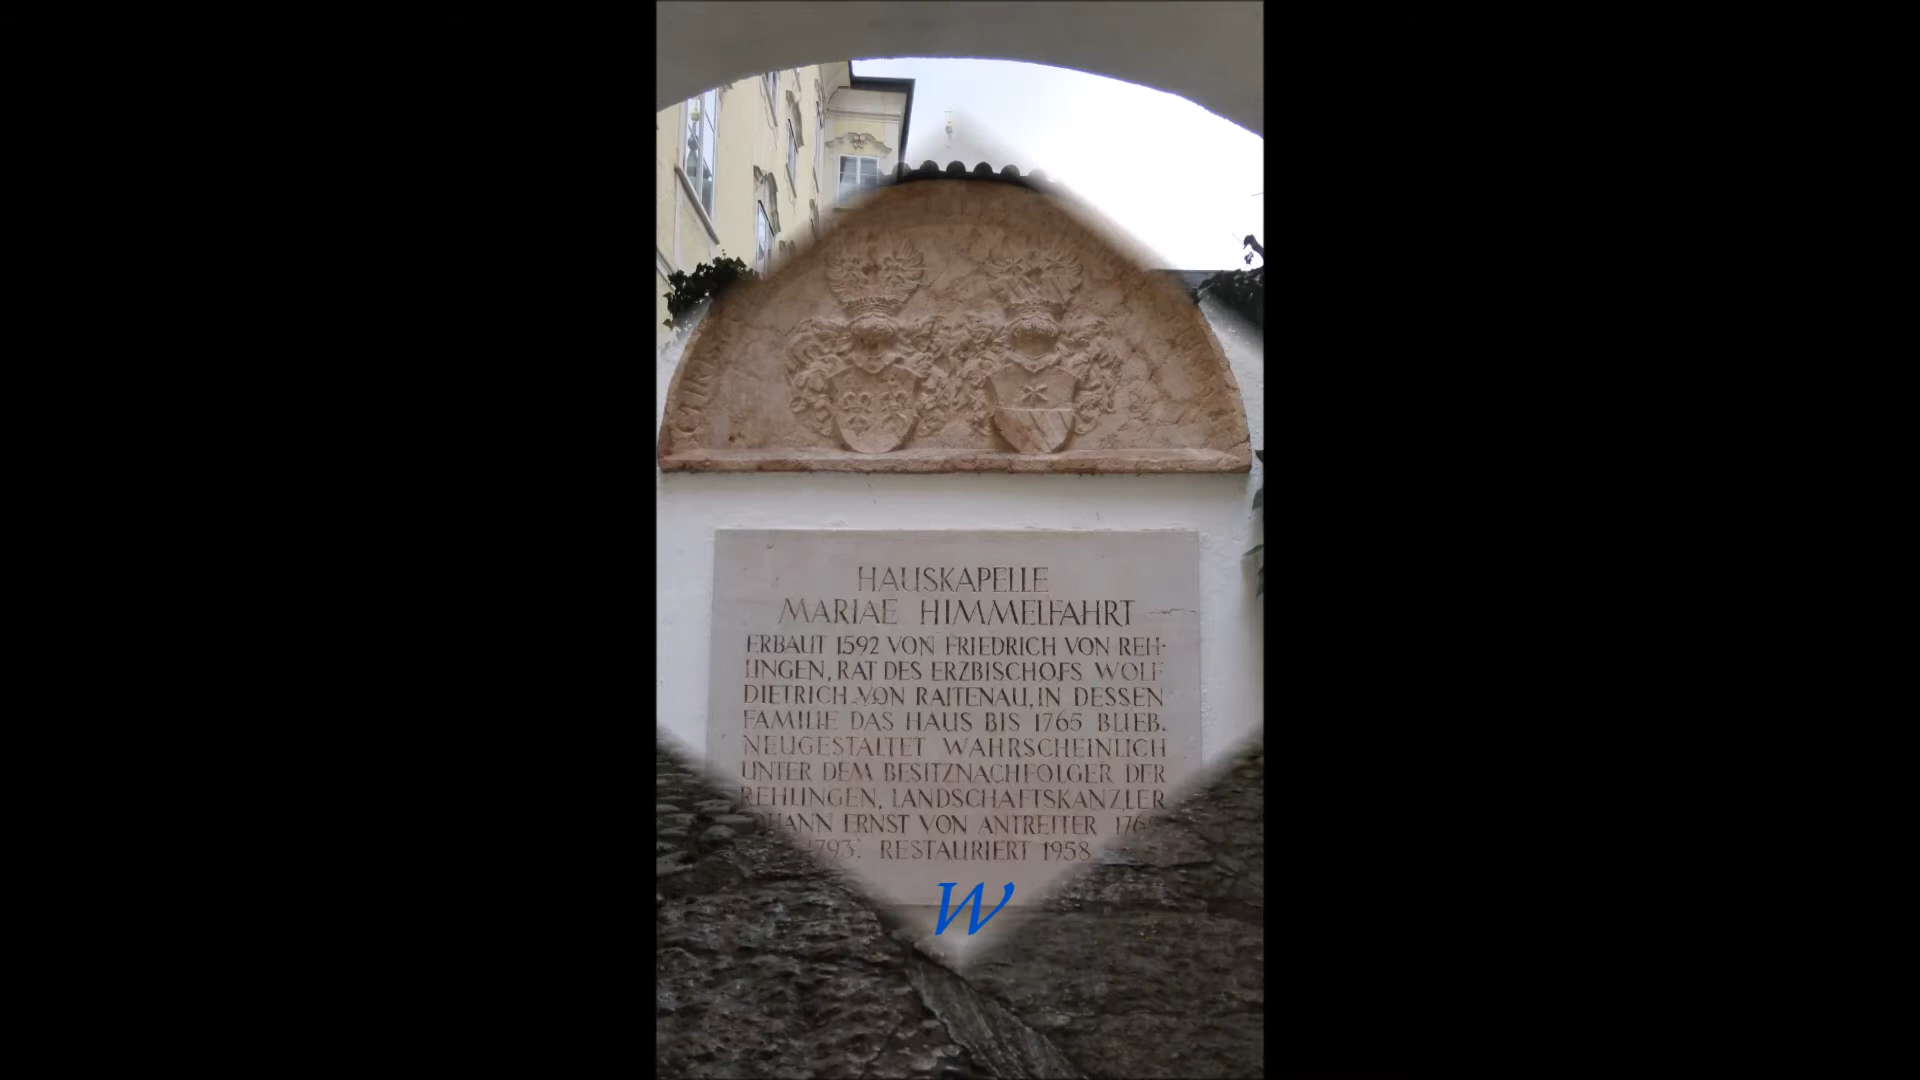 HAUSKAPELLE
MARIAE HIMMELFAHRT
ERBAUT 1592 VON FRIEDRICH VON REH-
LINGEN, RAT DES ERZBISCHOFS WOLF
DIETRICH VON RAITENAU, IN DESSEN
FAMILIE DAS HAUS BIS 1765 BLIEB.
NEUGESTALTET WAHRSCHEINLICH
UNTER DEM BESITZNACHFOLGER DER
REHLINGEN, LANDSCHAFTSKANZLER
ERNST VON ANTREITER
1793. RESTAURIERT 1958
W